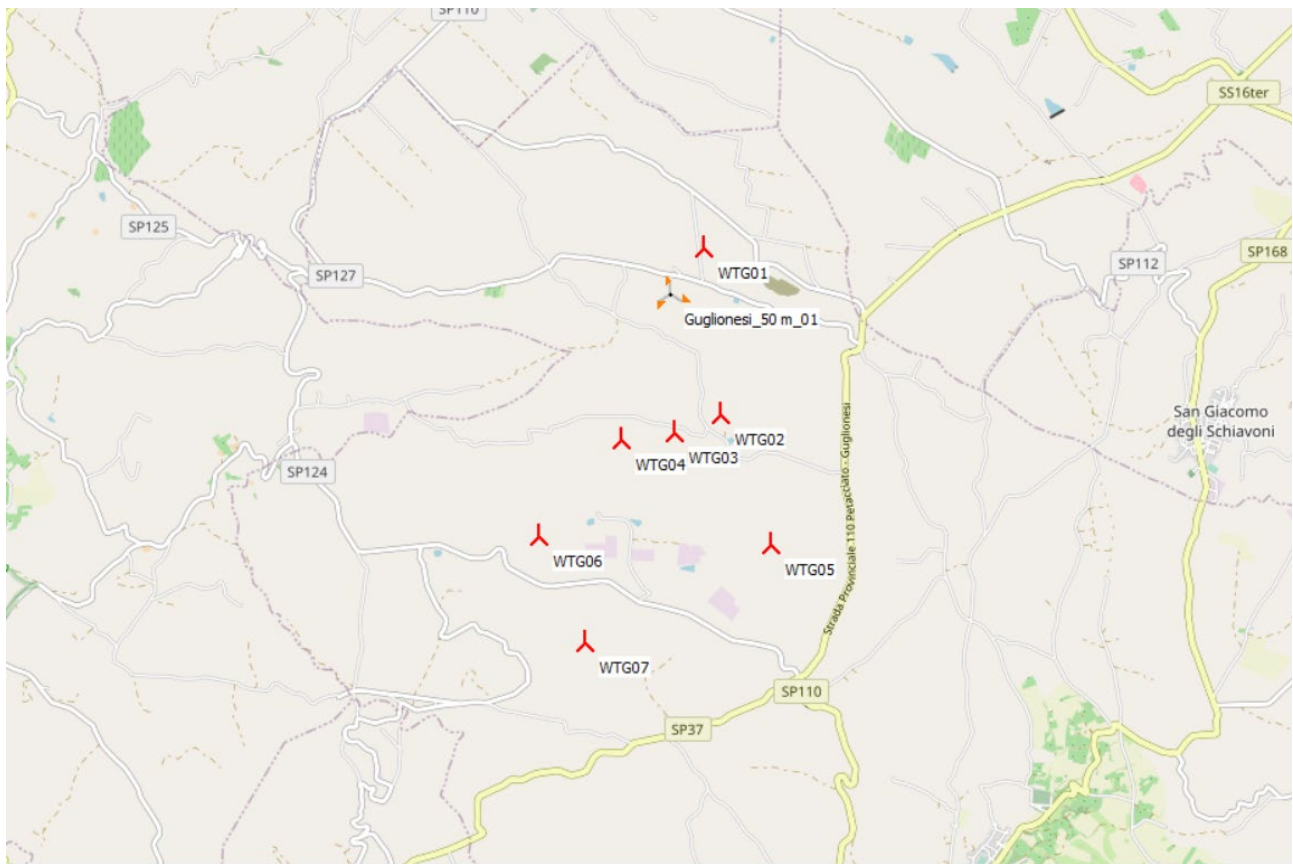 SP110
SS16ter
SP125
SP127
SP112
SP168
WTG01
Guglionesi_50 m_01
San Giacomo
degli Schiavoni
WTG02
WTG03
WTG04
SP124
Strada Provinciale 110 Petacciato - Guglionesi
WTG06
WTG05
WTG07
SP110
SP37